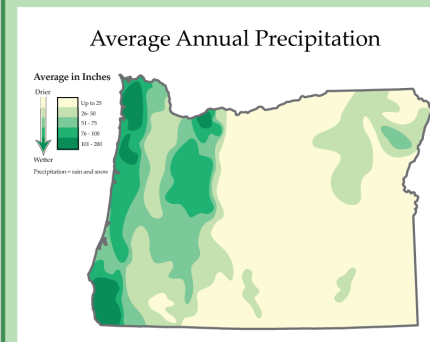 Average Annual Precipitation
Average in Inches
Drier
Up to 25
26- 50
51 - 75
76 - 100
101 - 200
Wetter
Precipitation = rain and snow